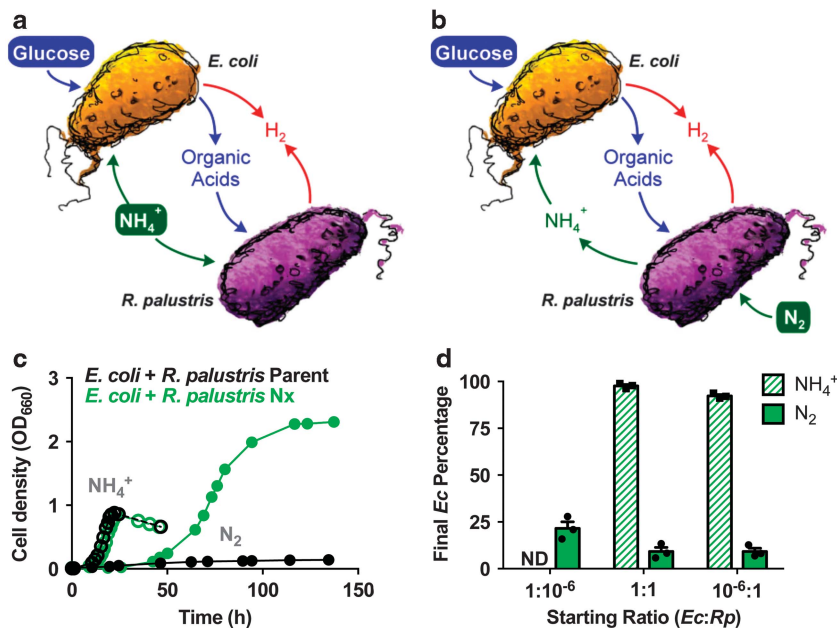 a
Glucose
E. coli
H2
Organic
Acids
NH4+
R. palustris
b
Glucose
E. coli
H2
Organic
Acids
NH4+
R. palustris
N2
c
E. coli + R. palustris Parent
E. coli + R. palustris Nx
Cell density (OD660)
3
2
1
0
NH4+
N2
0 50 100 150
Time (h)
d
Final Ec Percentage
100
75
50
25
0
NH4+
N2
ND
1:10-6 1:1 10-6:1
Starting Ratio (Ec:Rp)